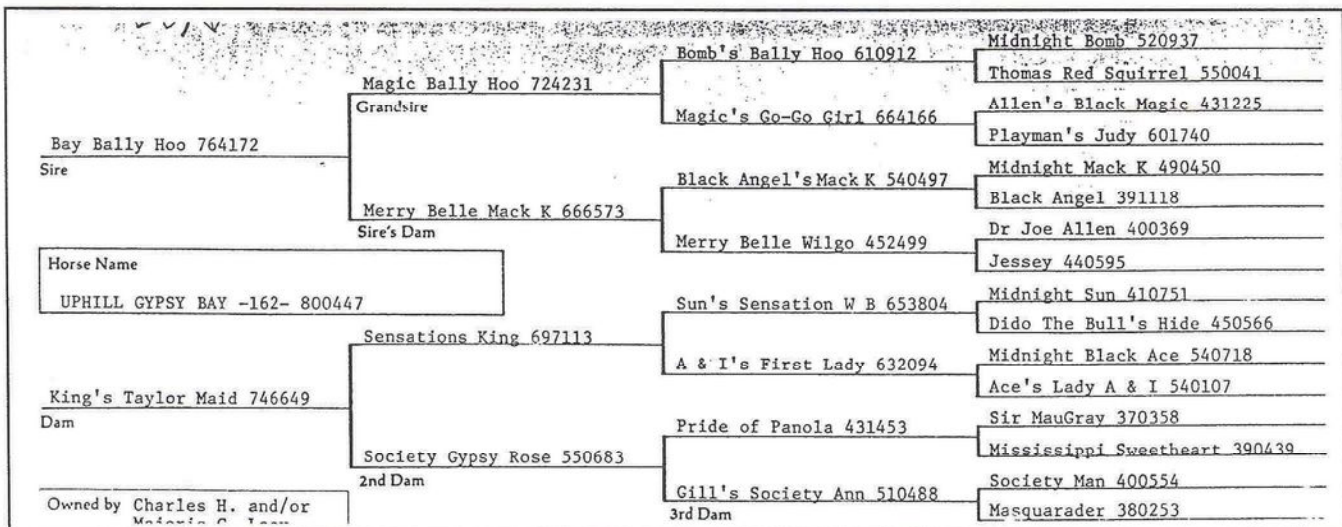 Bay Bally Hoo 764172
Sire
Magic Bally Hoo 724231
Grandsire
Merry Belle Mack K 666573
Sire's Dam
Bomb's Bally Hoo 610912
Magic's Go-Go Girl 664166
Black Angel's Mack K 540497
Merry Belle Wilgo 452499
Midnight Bomb 520937
Thomas Red Squirrel 550041
Allen's Black Magic 431225
Playman's Judy 601740
Midnight Mack K 490450
Black Angel 391118
Dr Joe Allen 400369
Jessey 440595
Horse Name
UPHILL GYPSY BAY -162- 800447
King's Taylor Maid 746649
Dam
Sensations King 697113
Society Gypsy Rose 550683
2nd Dam
Sun's Sensation W B 653804
A & I's First Lady 632094
Pride of Panola 431453
Gill's Society Ann 510488
3rd Dam
Midnight Sun 410751
Dido The Bull's Hide 450566
Midnight Black Ace 540718
Ace's Lady A & I 540107
Sir MauGray 370358
Mississippi Sweetheart 390439
Society Man 400554
Masquarader 380253
Owned by Charles H. and/or